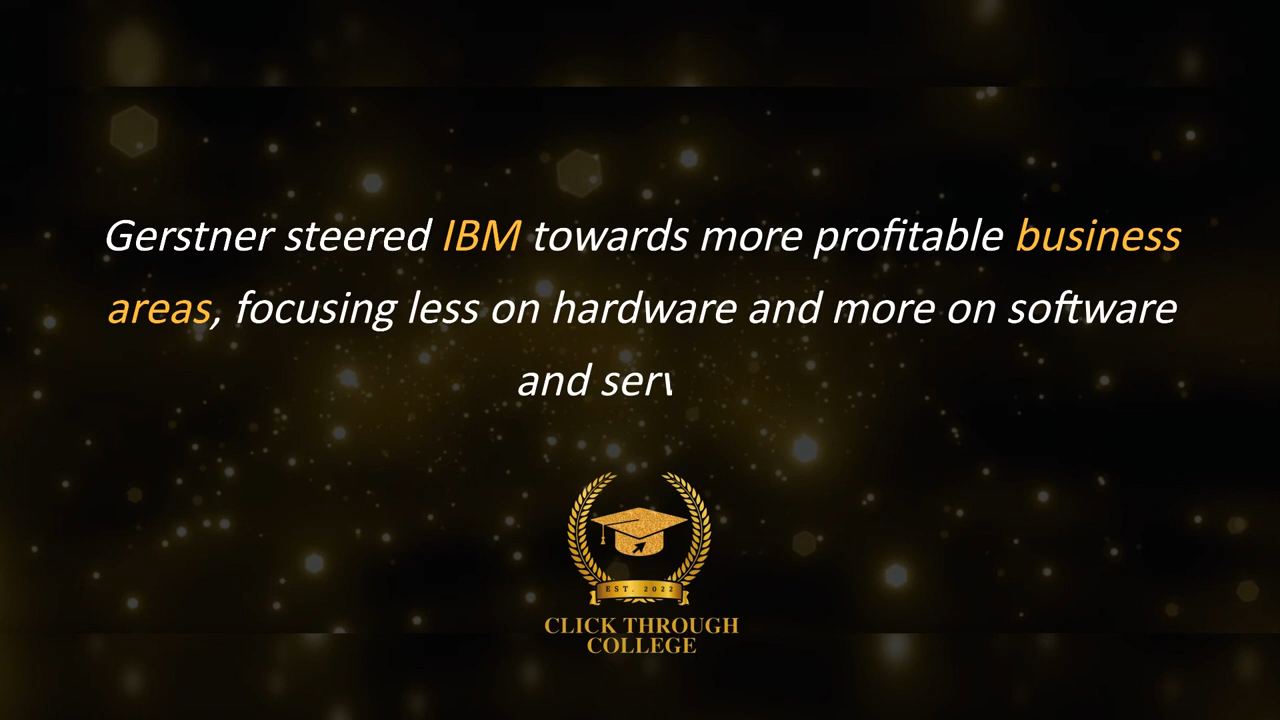 Gerstner steered IBM towards more profitable business
areas, focusing less on hardware and more on software
and serv
EST. 2022
CLICK THROUGH
COLLEGE